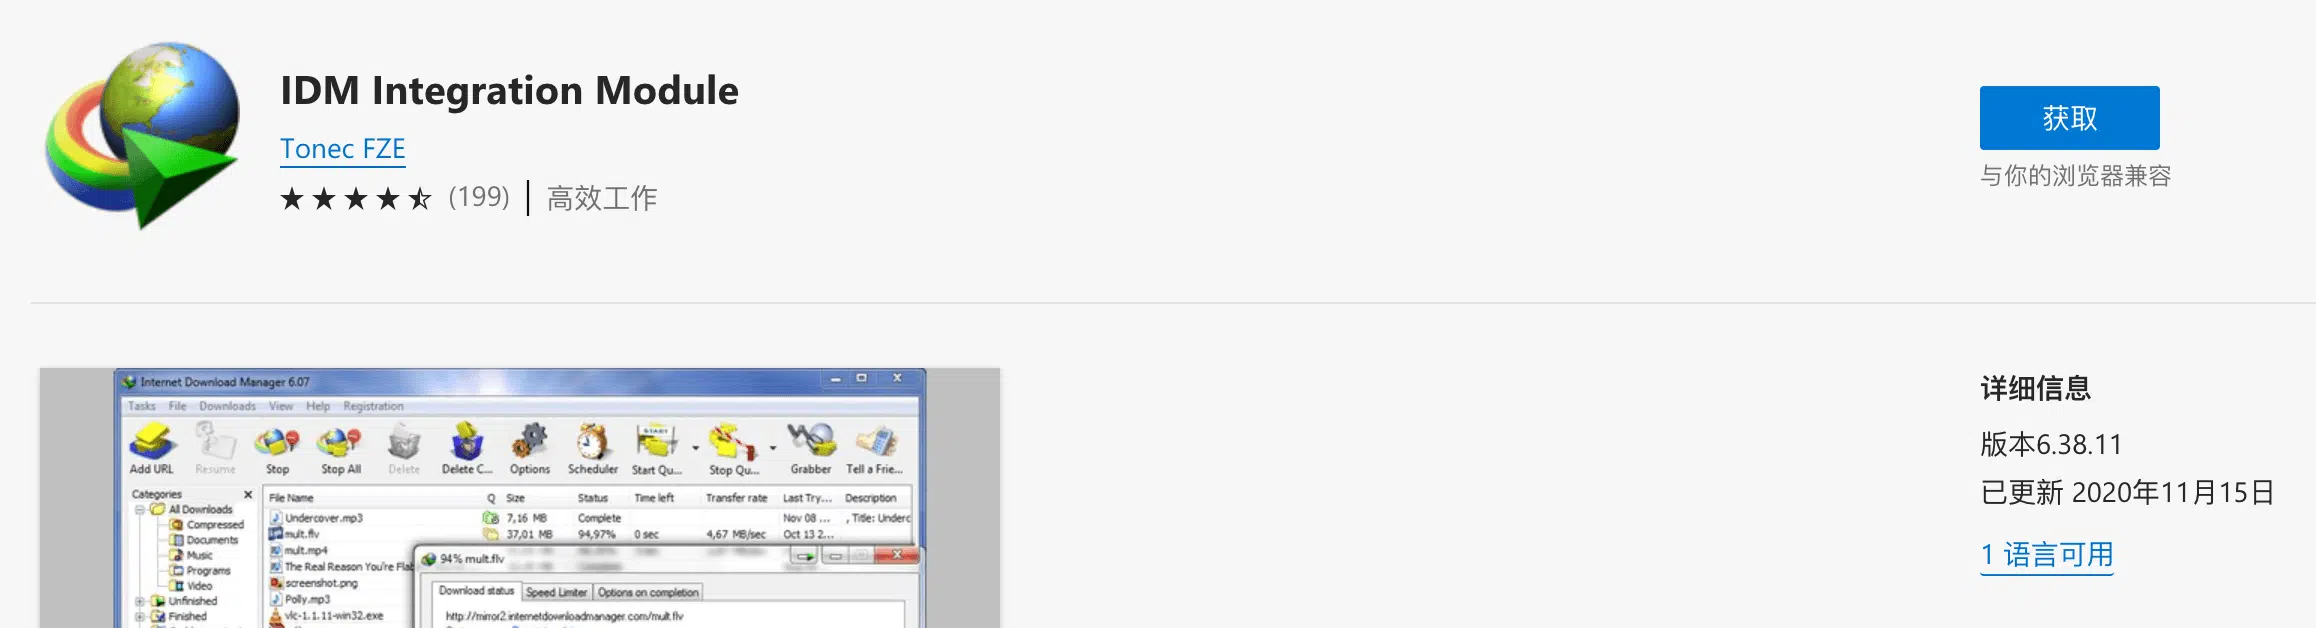 IDM Integration Module
获取
Tonec FZE
(199) 高效工作
与你的浏览器兼容
Internet Download Manager 6.07
Tasks File Downloads View Help Registration
Add URL Resume Stop Stop All Delete Delete C... Options Scheduler Start Qu... Stop Qu... Grabber Tell a Frie...
Categories
File Name Q Size Status Time left Transfer rate Last Try... Description
All Downloads
Compressed
Documents
Music
Programs
Video
Unfinished
Finished
Undercover.mp3 7,16 MB Complete Nov 08 ... , Title: Underc
mult.flv 37,01 MB 94,97% 0 sec 4,67 MB/sec Oct 13 2...
mult.mp4
The Real Reason You're Flab
screenshot.png
Polly.mp3
vlc-1.1.11-win32.exe
94% mult.flv
Download status Speed Limiter Options on completion
http://mirror2.internetdownloadmanager.com/mult.flv
详细信息
版本6.38.11
已更新 2020年11月15日
1 语言可用